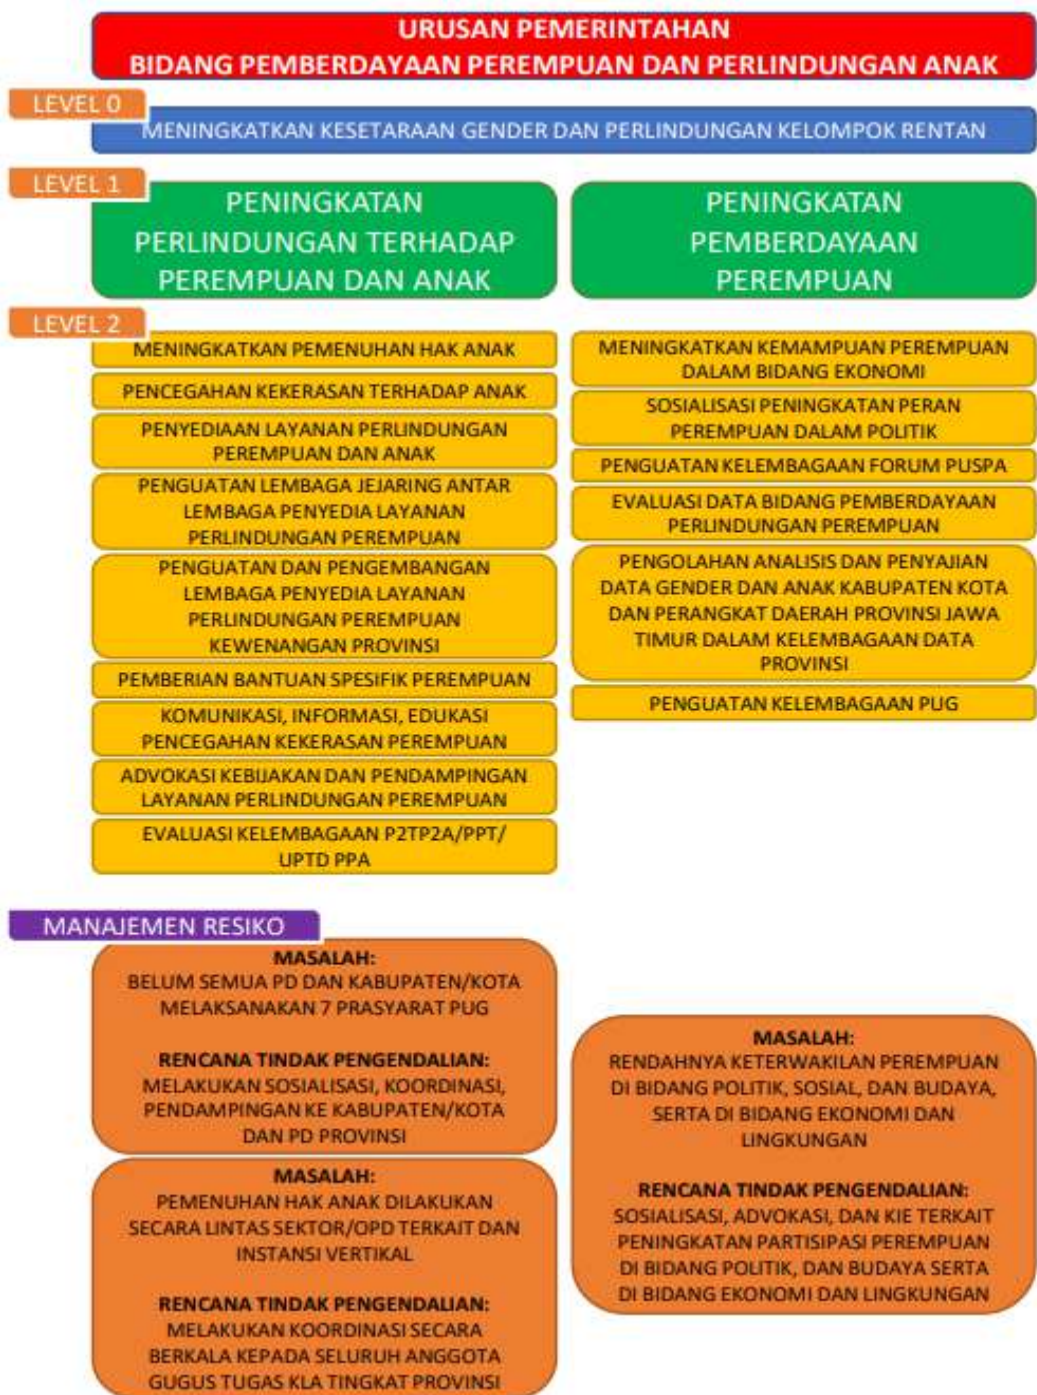 URUSAN PEMERINTAHAN
BIDANG PEMBERDAYAAN PEREMPUAN DAN PERLINDUNGAN ANAK
LEVEL 0
MENINGKATKAN KESETARAAN GENDER DAN PERLINDUNGAN KELOMPOK RENTAN
LEVEL 1
PENINGKATAN
PERLINDUNGAN TERHADAP
PEREMPUAN DAN ANAK
PENINGKATAN
PEMBERDAYAAN
PEREMPUAN
LEVEL 2
MENINGKATKAN PEMENUHAN HAK ANAK
PENCEGAHAN KEKERASAN TERHADAP ANAK
PENYEDIAAN LAYANAN PERLINDUNGAN
PEREMPUAN DAN ANAK
PENGUATAN LEMBAGA JEJARING ANTAR
LEMBAGA PENYEDIA LAYANAN
PERLINDUNGAN PEREMPUAN
PENGUATAN DAN PENGEMBANGAN
LEMBAGA PENYEDIA LAYANAN
PERLINDUNGAN PEREMPUAN
KEWENANGAN PROVINSI
PEMBERIAN BANTUAN SPESIFIK PEREMPUAN
KOMUNIKASI, INFORMASI, EDUKASI
PENCEGAHAN KEKERASAN PEREMPUAN
ADVOKASI KEBIJAKAN DAN PENDAMPINGAN
LAYANAN PERLINDUNGAN PEREMPUAN
EVALUASI KELEMBAGAAN P2TP2A/PPT/
UPTD PPA
MENINGKATKAN KEMAMPUAN PEREMPUAN
DALAM BIDANG EKONOMI
SOSIALISASI PENINGKATAN PERAN
PEREMPUAN DALAM POLITIK
PENGUATAN KELEMBAGAAN FORUM PUSPA
EVALUASI DATA BIDANG PEMBERDAYAAN
PERLINDUNGAN PEREMPUAN
PENGOLAHAN ANALISIS DAN PENYAJIAN
DATA GENDER DAN ANAK KABUPATEN KOTA
DAN PERANGKAT DAERAH PROVINSI JAWA
TIMUR DALAM KELEMBAGAAN DATA
PROVINSI
PENGUATAN KELEMBAGAAN PUG
MANAJEMEN RESIKO
MASALAH:
BELUM SEMUA PD DAN KABUPATEN/KOTA
MELAKSANAKAN 7 PRASYARAT PUG
RENCANA TINDAK PENGENDALIAN:
MELAKUKAN SOSIALISASI, KOORDINASI,
PENDAMPINGAN KE KABUPATEN/KOTA
DAN PD PROVINSI
MASALAH:
PEMENUHAN HAK ANAK DILAKUKAN
SECARA LINTAS SEKTOR/OPD TERKAIT DAN
INSTANSI VERTIKAL
RENCANA TINDAK PENGENDALIAN:
MELAKUKAN KOORDINASI SECARA
BERKALA KEPADA SELURUH ANGGOTA
GUGUS TUGAS KLA TINGKAT PROVINSI
MASALAH:
RENDAHNYA KETERWAKILAN PEREMPUAN
DI BIDANG POLITIK, SOSIAL, DAN BUDAYA,
SERTA DI BIDANG EKONOMI DAN
LINGKUNGAN
RENCANA TINDAK PENGENDALIAN:
SOSIALISASI, ADVOKASI, DAN KIE TERKAIT
PENINGKATAN PARTISIPASI PEREMPUAN
DI BIDANG POLITIK, DAN BUDAYA SERTA
DI BIDANG EKONOMI DAN LINGKUNGAN